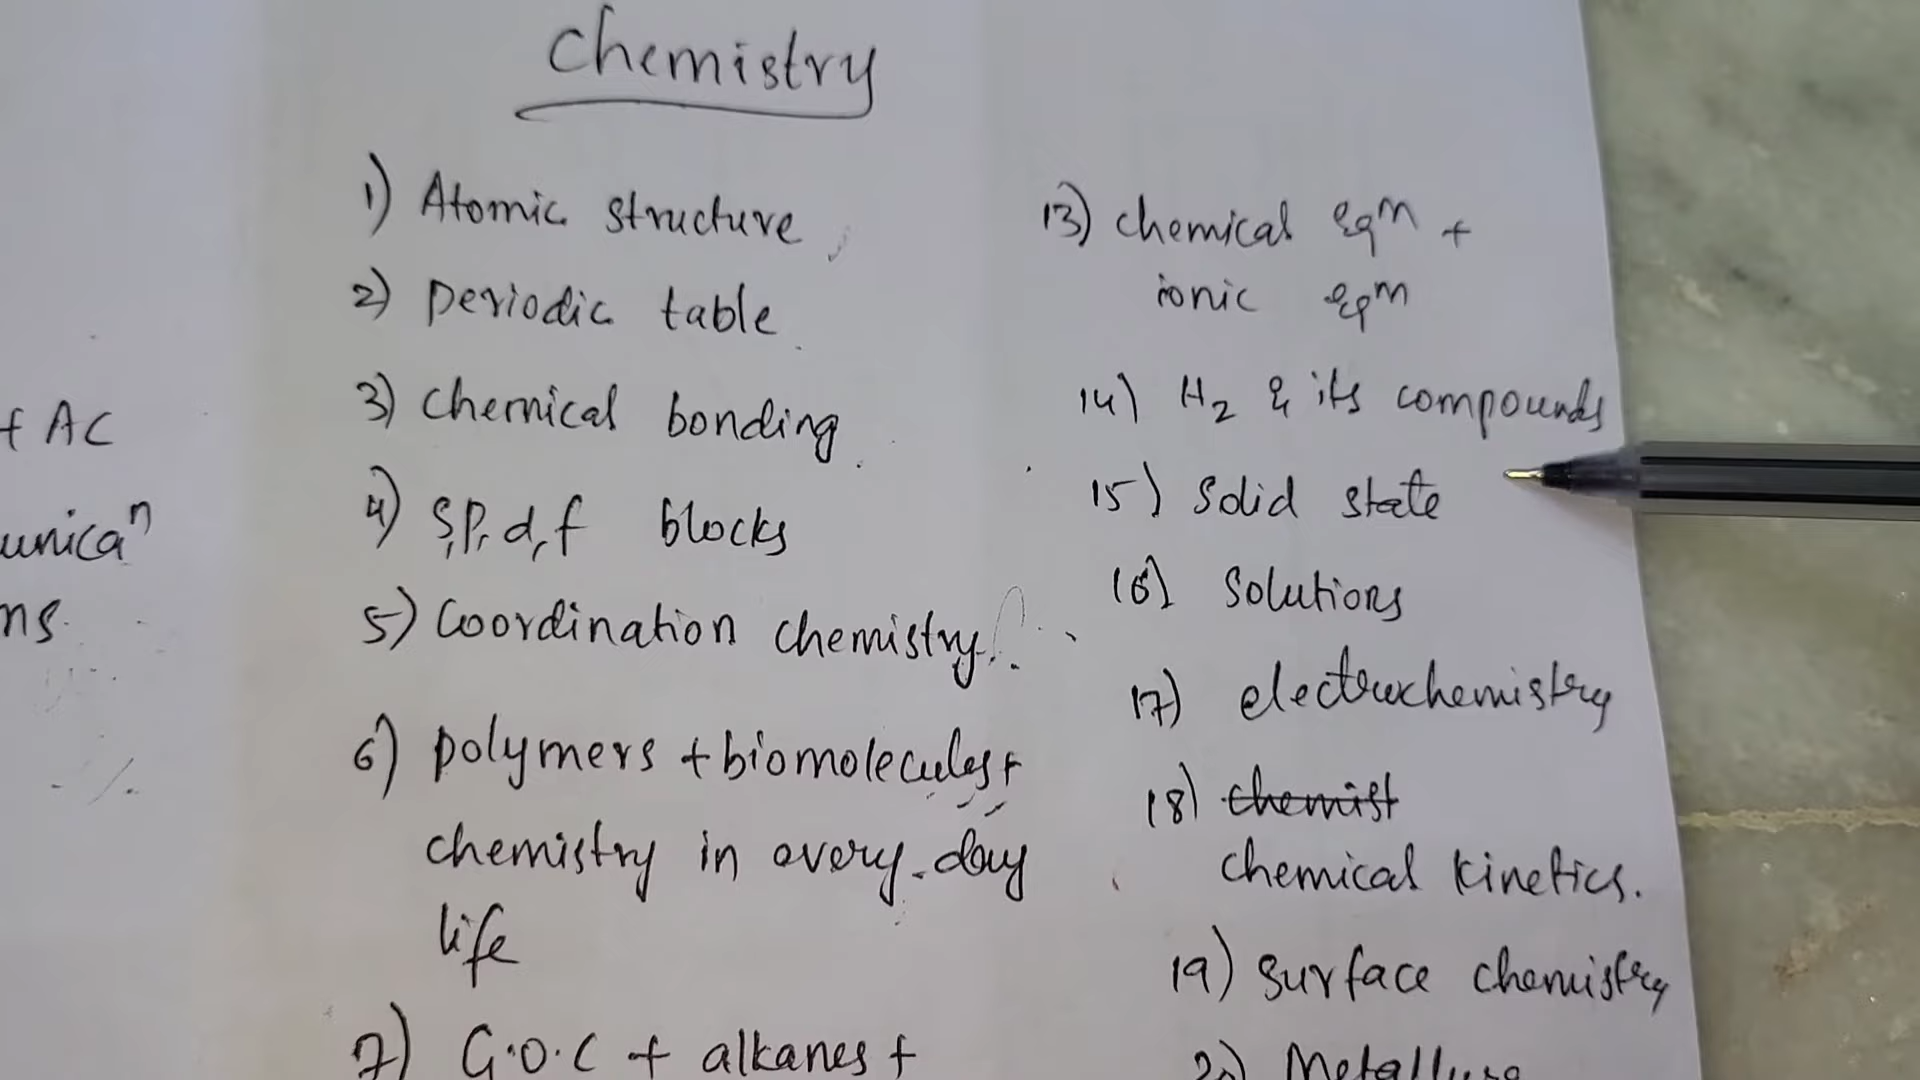 Chemistry
1) Atomic structure
2) Periodic table
3) Chemical bonding
4) s, p, d, f blocks
5) Coordination chemistry
6) polymers + biomolecules +
chemistry in every-day
life
7) G.O.C + alkanes +
13) chemical eqm +
ionic eqm
14) H2 & its compounds
15) Solid state
16) Solutions
17) electrochemistry
18) chemist
chemical kinetics.
19) Surface chemistry
20)
f AC
unican
ns